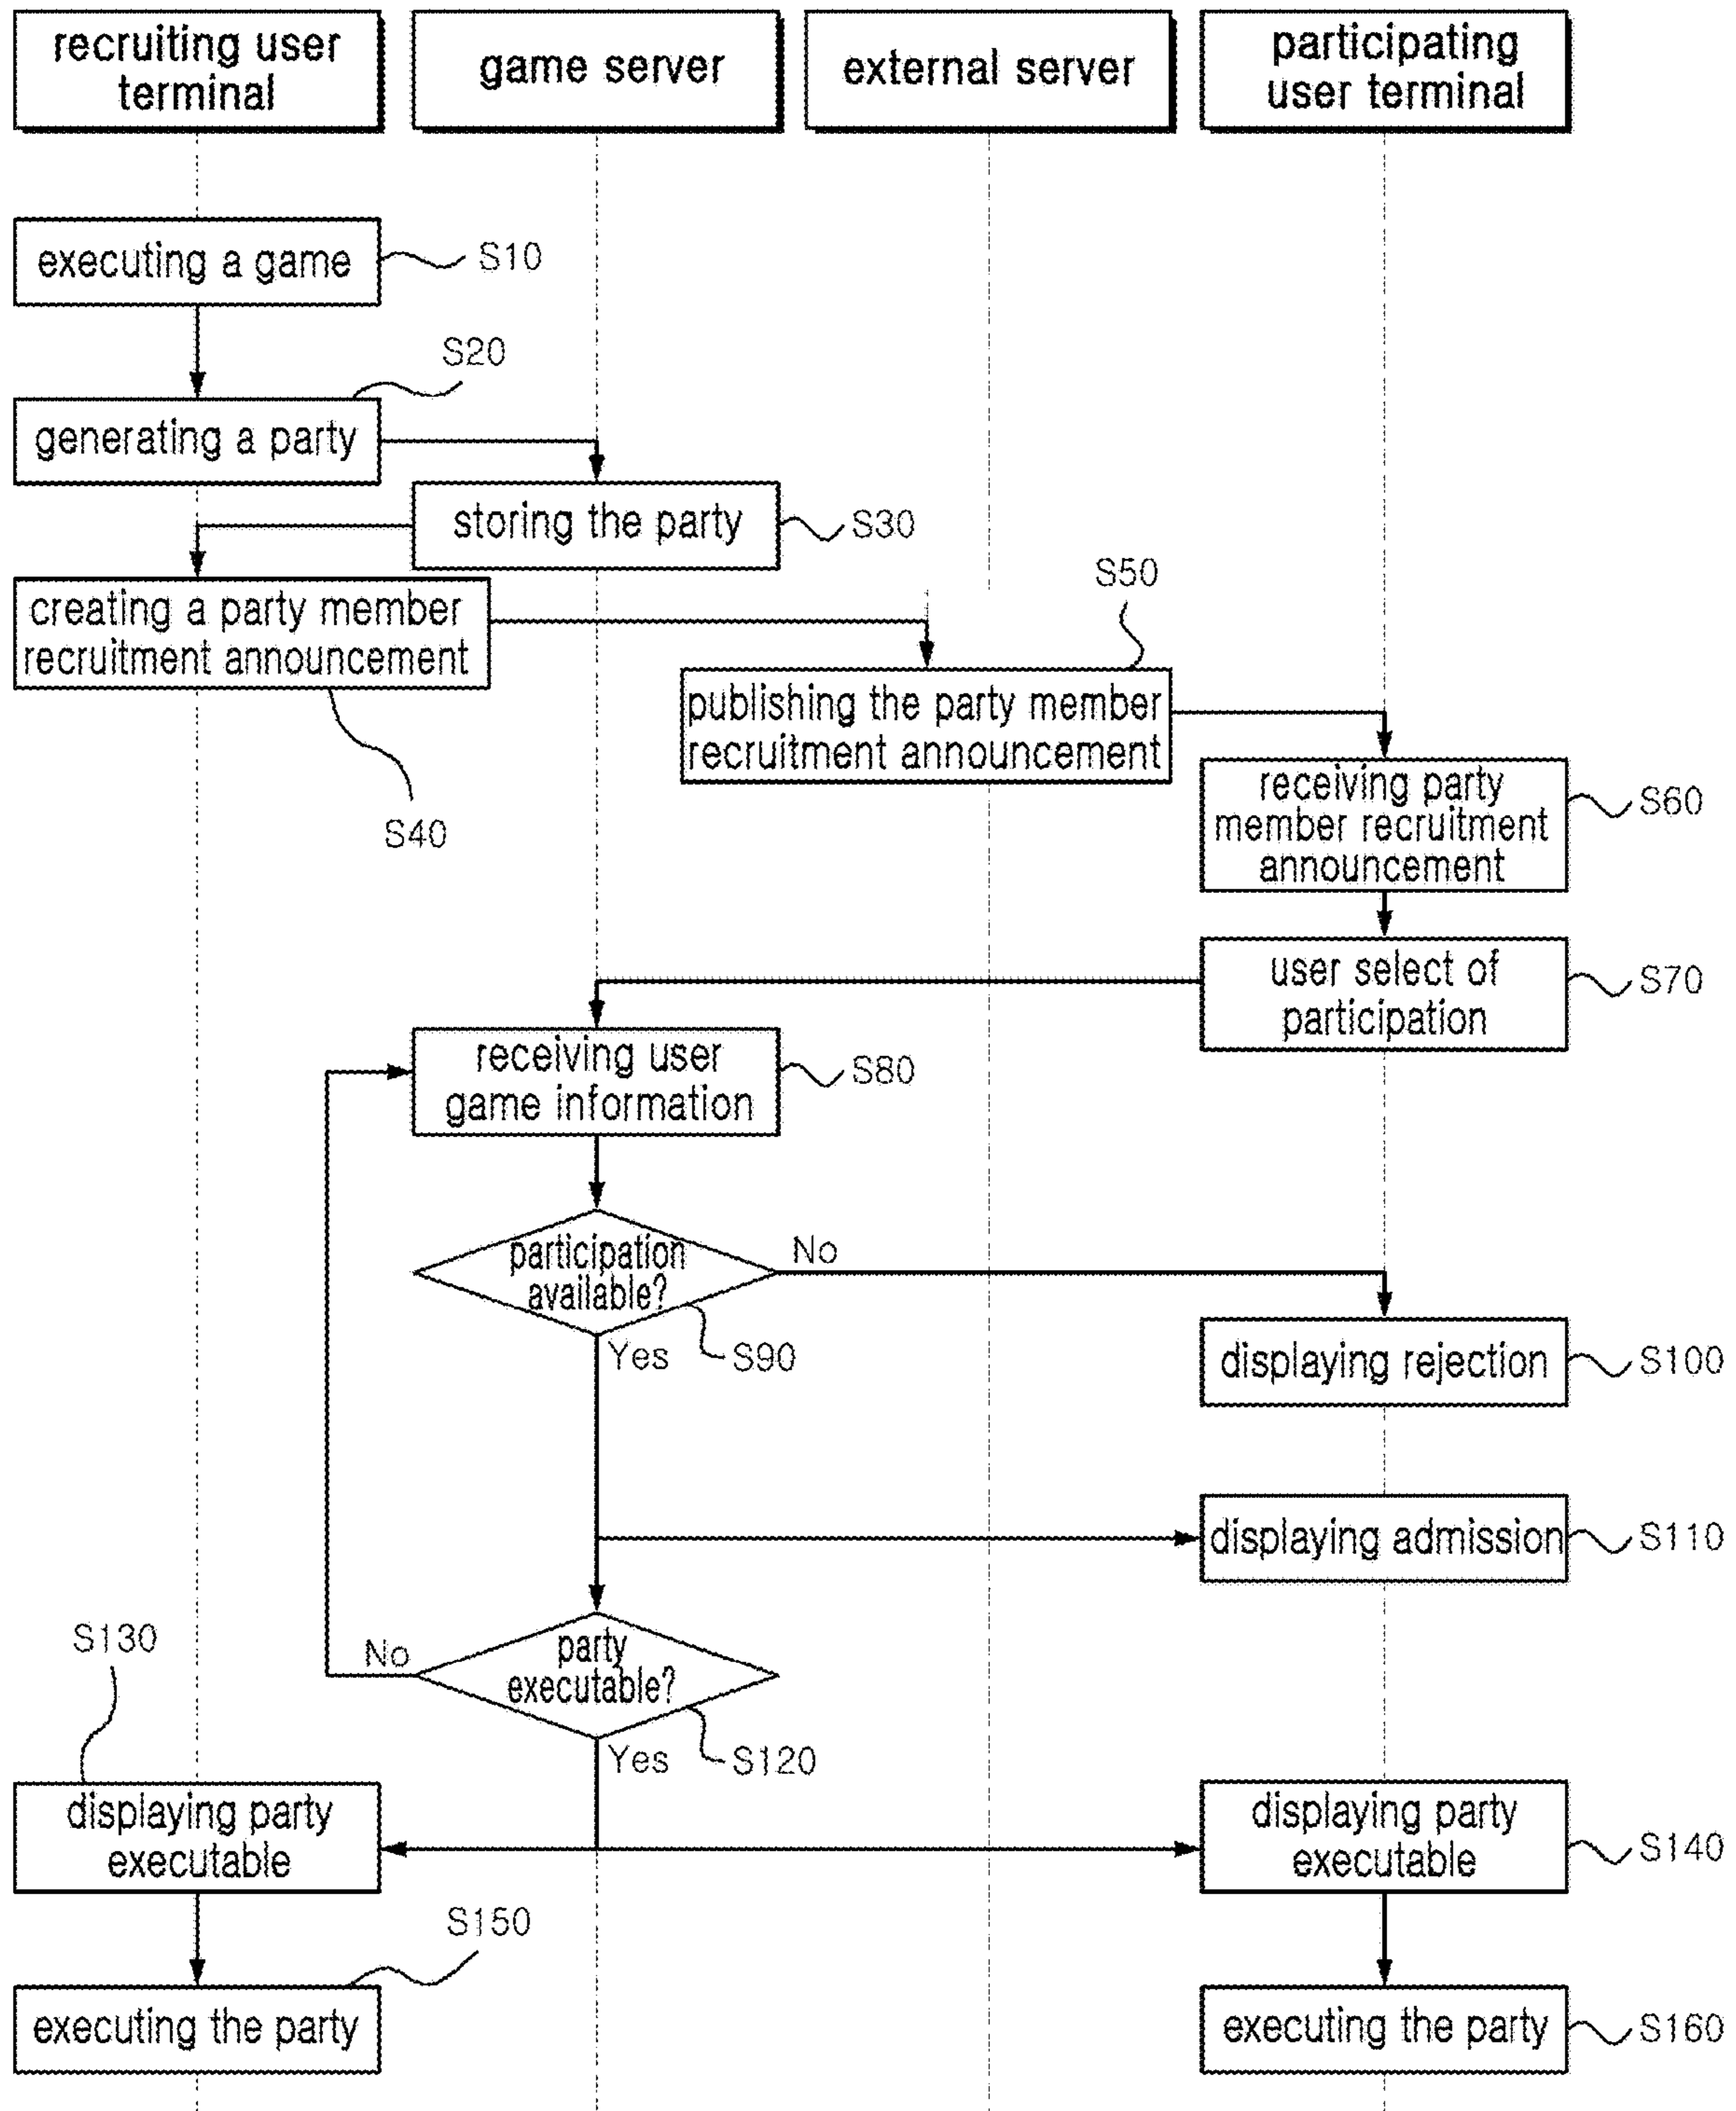 recruiting user
terminal
game server
external server
participating
user terminal
executing a game
S10
S20
generating a party
storing the party
S30
creating a party member
recruitment announcement
S40
S50
publishing the party member
recruitment announcement
receiving party
member recruitment
announcement
S60
user select of
participation
S70
receiving user
game information
S80
participation
available?
No
Yes
S90
displaying rejection
S100
displaying admission
S110
party
executable?
No
Yes
S120
S130
displaying party
executable
displaying party
executable
S140
S150
executing the party
executing the party
S160